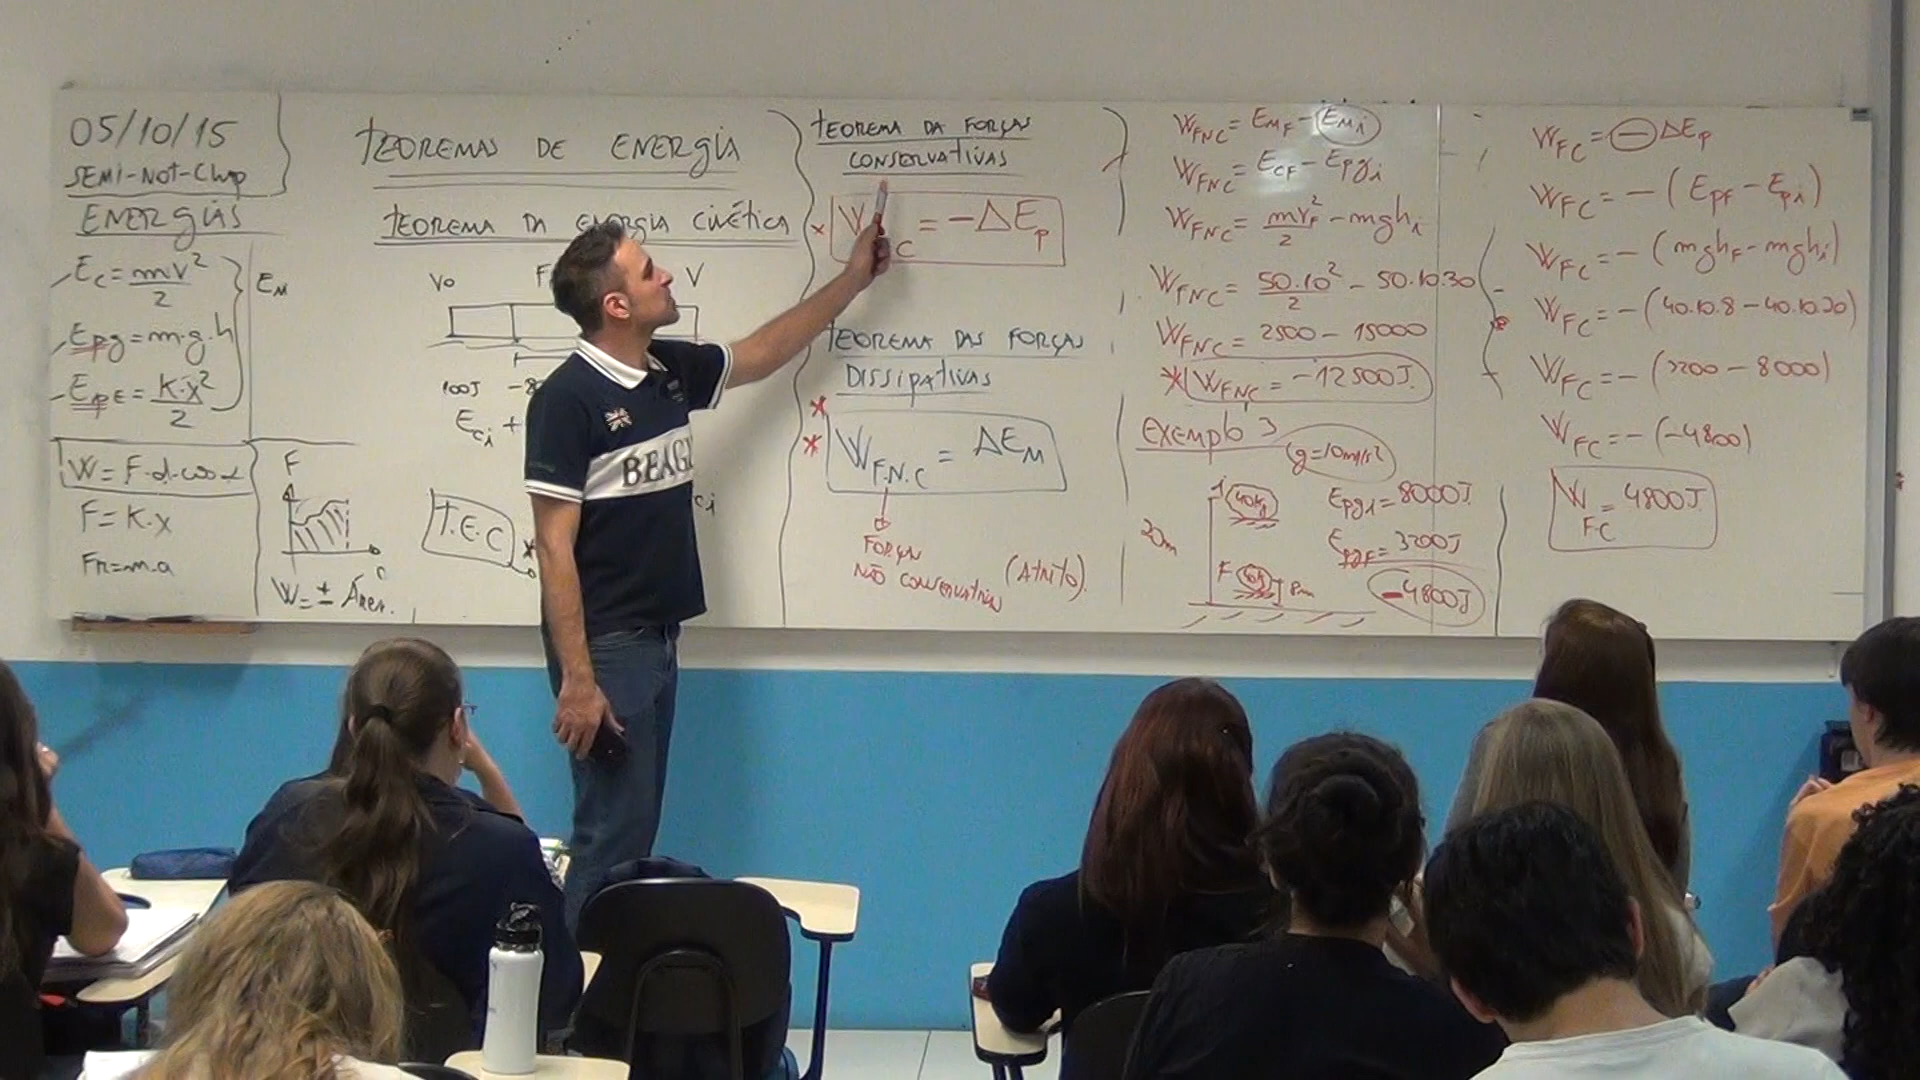 05/10/15
SEMI-NOT-CHAP
ENERGIAS
Ec = mv²/2
Epg = m.g.h
EpE = K.x²/2
EM
W = F.d.cos α
F = K.x
FR = m.a
F
W = ± Área.
TEOREMAS DE ENERGIA
TEOREMA DA ENERGIA CINÉTICA
Vo F V
100J
Eci +
T.E.C
ci
BEAGL
TEOREMA DA FORÇAS
CONSERVATIVAS
* W C = -ΔEp
TEOREMA DAS FORÇAS
DISSIPATIVAS
*
* WF.N.C = ΔEM
FORÇA
NÃO CONSERVATIVA (ATRITO).
WFNC = EMF - EMi
WFNC = ECF - Epgi
WFNC = mVF²/2 - mghi
WFNC = 50.10²/2 - 50.10.30
WFNC = 2500 - 15000
* WFNC = -12500J.
EXEMPLO 3
g=10m/s²
40kg
20m
F 40kg 8m
Epgi = 8000J.
EpgF = 3200J
-4800J
WFC = - ΔEp
WFC = - (EPF - Epi)
WFC = - (mghF - mghi)
WFC = - (40.10.8 - 40.10.20)
WFC = - (3200 - 8000)
WFC = - (-4800)
WFC = 4800J.